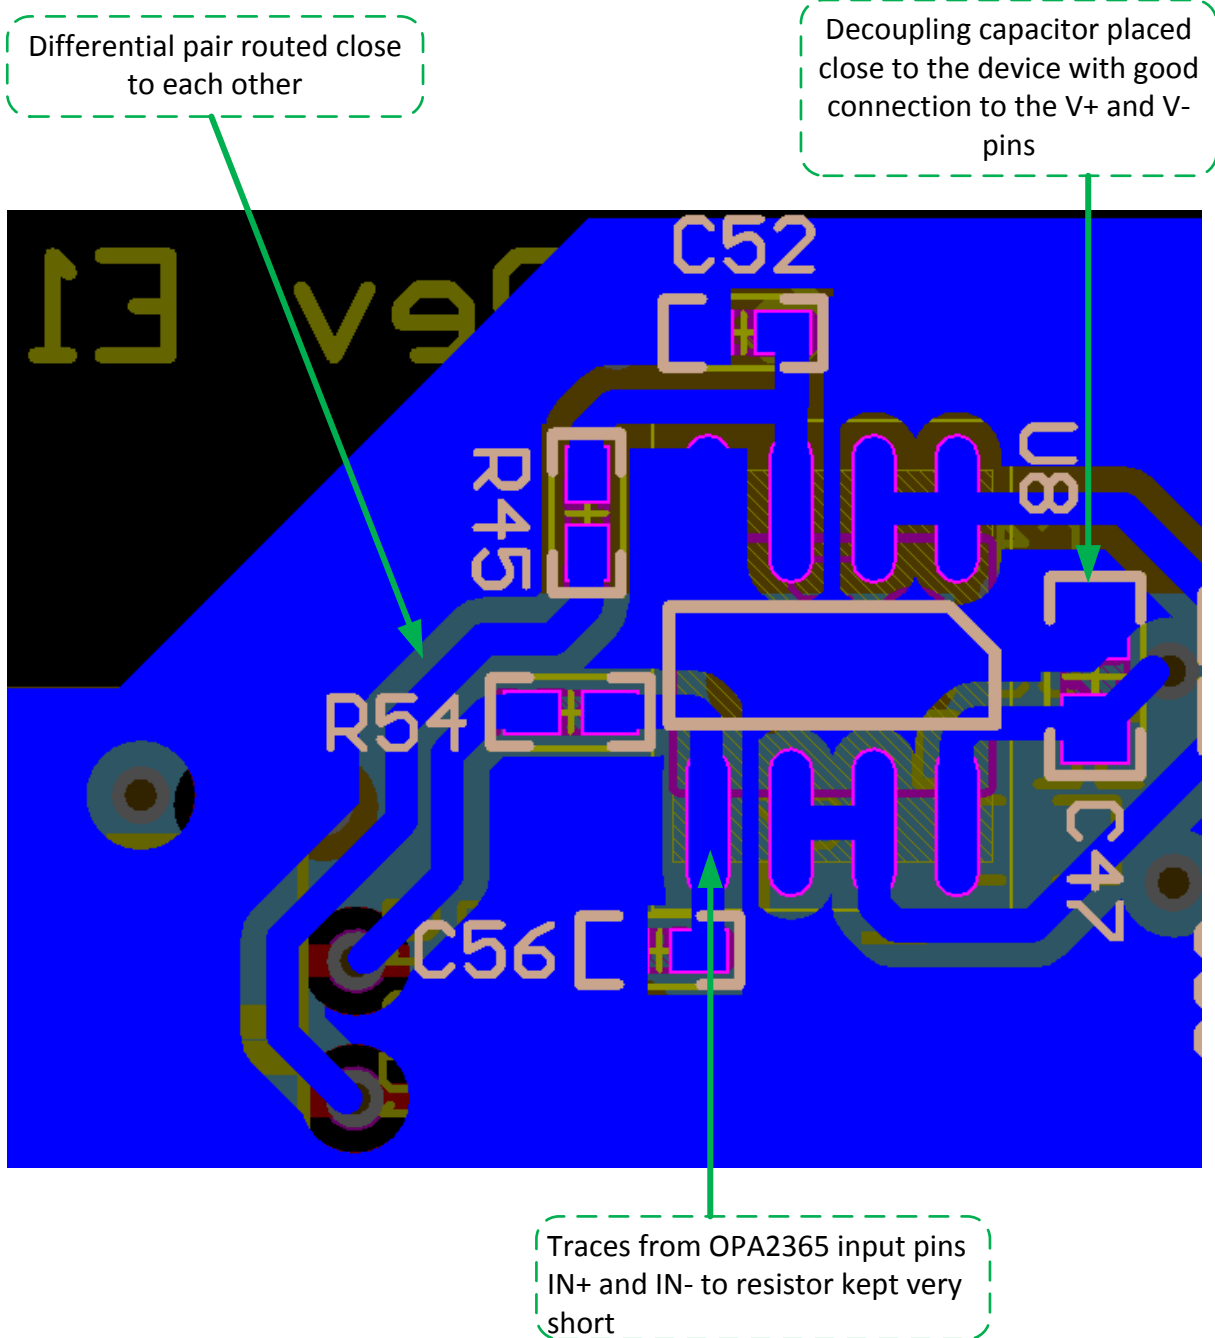 Differential pair routed close
to each other
Decoupling capacitor placed
close to the device with good
connection to the V+ and V-
pins
C52
Rev E1
R45
U8
R54
C47
C56
Traces from OPA2365 input pins
IN+ and IN- to resistor kept very
short